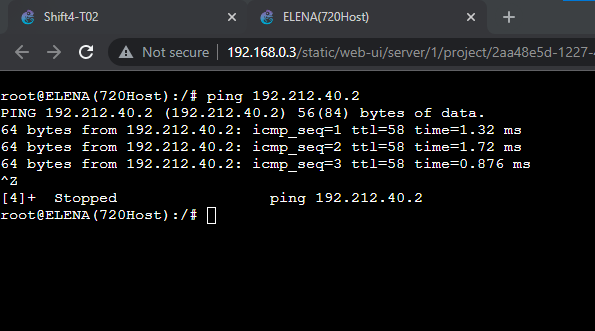 Shift4-T02
ELENA(720Host)
Not secure
192.168.0.3/static/web-ui/server/1/project/2aa48e5d-1227-
root@ELENA(720Host):/# ping 192.212.40.2
PING 192.212.40.2 (192.212.40.2) 56(84) bytes of data.
64 bytes from 192.212.40.2: icmp_seq=1 ttl=58 time=1.32 ms
64 bytes from 192.212.40.2: icmp_seq=2 ttl=58 time=1.72 ms
64 bytes from 192.212.40.2: icmp_seq=3 ttl=58 time=0.876 ms
^Z
[4]+  Stopped                 ping 192.212.40.2
root@ELENA(720Host):/#